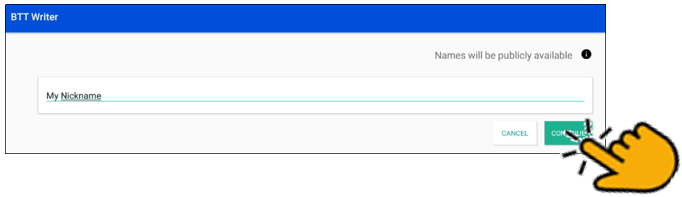 BTT Writer
Names will be publicly available
My Nickname
CANCEL